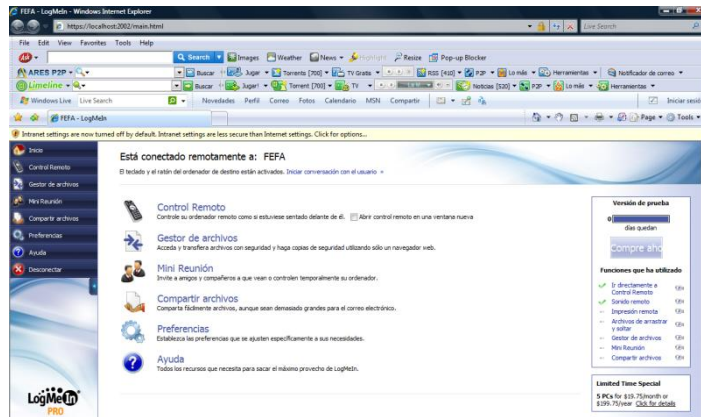 FEFA - LogMeIn - Windows Internet Explorer
https://localhost:2002/main.html
Live Search
File Edit View Favorites Tools Help
Search Images Weather News Highlight Resize Pop-up Blocker
ARES P2P Buscar Jugar Torrents [700] TV Gratis RSS [410] P2P Lo más Herramientas Notificador de correo
Limeline Buscar Jugar! Torrent [700] TV Noticias [520] P2P Lo más Herramientas
Windows Live Live Search Novedades Perfil Correo Fotos Calendario MSN Compartir Iniciar sesió
FEFA - LogMeIn Page Tools
Intranet settings are now turned off by default. Intranet settings are less secure than Internet settings. Click for options...
Inicio
Control Remoto
Gestor de archivos
Mini Reunión
Compartir archivos
Preferencias
Ayuda
Desconectar
LogMeIn
PRO
Está conectado remotamente a: FEFA
El teclado y el ratón del ordenador de destino están activados. Iniciar conversación con el usuario »
Control Remoto
Controle su ordenador remoto como si estuviese sentado delante de él. Abrir control remoto en una ventana nueva
Gestor de archivos
Acceda y transfiera archivos con seguridad y haga copias de seguridad utilizando sólo un navegador web.
Mini Reunión
Invite a amigos y compañeros a que vean o controlen temporalmente su ordenador.
Compartir archivos
Comparta fácilmente archivos, aunque sean demasiado grandes para el correo electrónico.
Preferencias
Establezca las preferencias que se ajusten específicamente a sus necesidades.
Ayuda
Todos los recursos que necesita para sacar el máximo provecho de LogMeIn.
Versión de prueba
0
días quedan
Compre aho
Funciones que ha utilizado
Ir directamente a
Control Remoto
Sonido remoto
Impresión remota
Archivos de arrastrar
y soltar
Gestor de archivos
Mini Reunión
Compartir archivos
Limited Time Special
5 PCs for $19.75/month or
$199.75/year Click for details